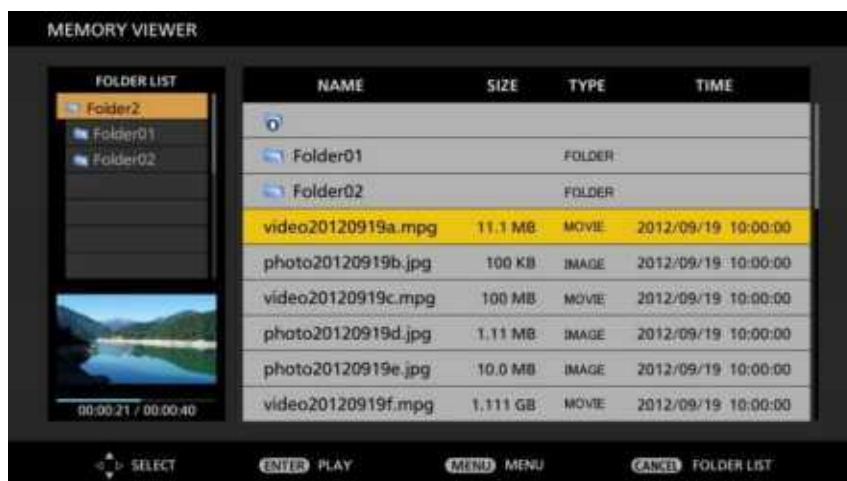 MEMORY VIEWER
FOLDER LIST
Folder2
Folder01
Folder02
00:00:21 / 00:00:40
NAME SIZE TYPE TIME
Folder01 FOLDER
Folder02 FOLDER
video20120919a.mpg 11.1 MB MOVIE 2012/09/19 10:00:00
photo20120919b.jpg 100 KB IMAGE 2012/09/19 10:00:00
video20120919c.mpg 100 MB MOVIE 2012/09/19 10:00:00
photo20120919d.jpg 1.11 MB IMAGE 2012/09/19 10:00:00
photo20120919e.jpg 10.0 MB IMAGE 2012/09/19 10:00:00
video20120919f.mpg 1.111 GB MOVIE 2012/09/19 10:00:00
SELECT ENTER PLAY MENU MENU CANCEL FOLDER LIST